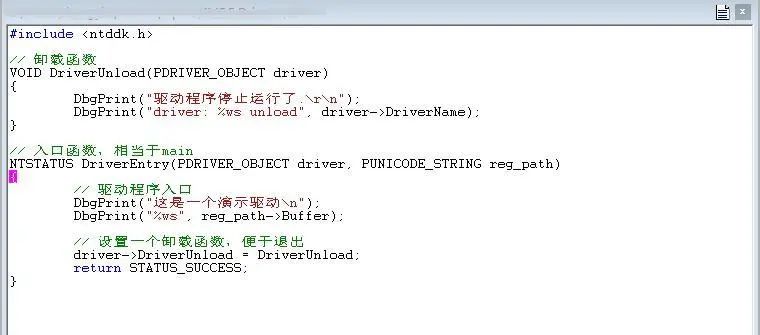 #include <ntddk.h>
// 卸载函数
VOID DriverUnload(PDRIVER_OBJECT driver)
{
DbgPrint("驱动程序停止运行了.\r\n");
DbgPrint("driver: %ws unload", driver->DriverName);
}
// 入口函数，相当于main
NTSTATUS DriverEntry(PDRIVER_OBJECT driver, PUNICODE_STRING reg_path)
{
// 驱动程序入口
DbgPrint("这是一个演示驱动\n");
DbgPrint("%ws", reg_path->Buffer);
// 设置一个卸载函数，便于退出
driver->DriverUnload = DriverUnload;
return STATUS_SUCCESS;
}